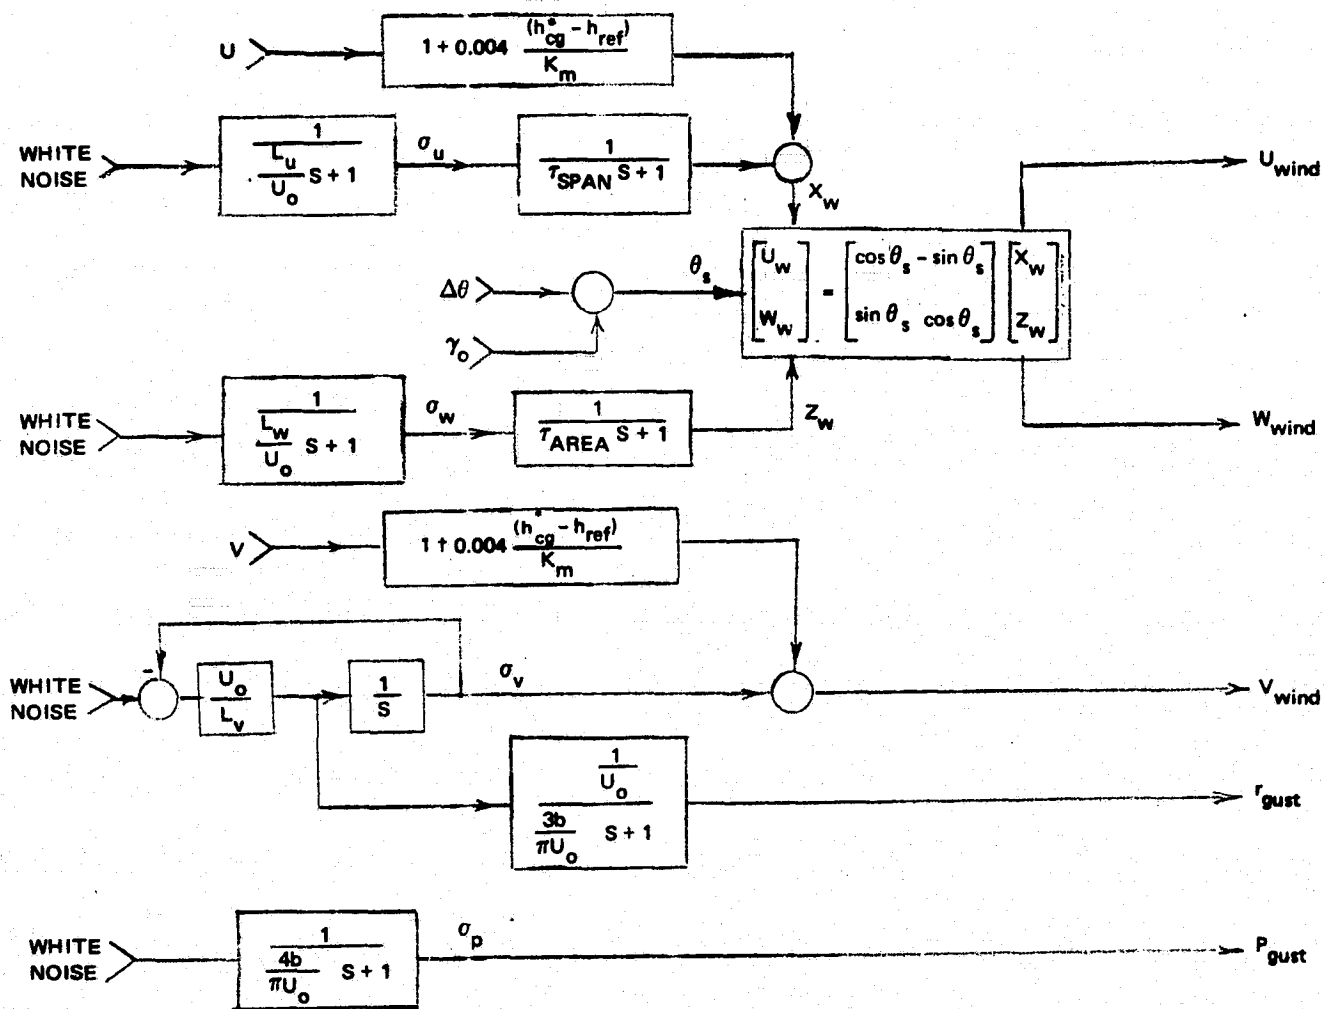 U
1 + 0.004 (h*cg - href) / Km
WHITE NOISE
1 / (Lu/Uo S + 1)
σu
1 / (τSPAN S + 1)
Xw
Uwind
Δθ
γo
θs
[Uw Ww] = [cos θs - sin θs sin θs cos θs] [Xw Zw]
WHITE NOISE
1 / (Lw/Uo S + 1)
σw
1 / (τAREA S + 1)
Zw
Wwind
V
1 + 0.004 (h*cg - href) / Km
WHITE NOISE
-
Uo / Lv
1 / S
σv
Vwind
1/Uo / (3b/πUo S + 1)
rgust
WHITE NOISE
1 / (4b/πUo S + 1)
σp
Pgust